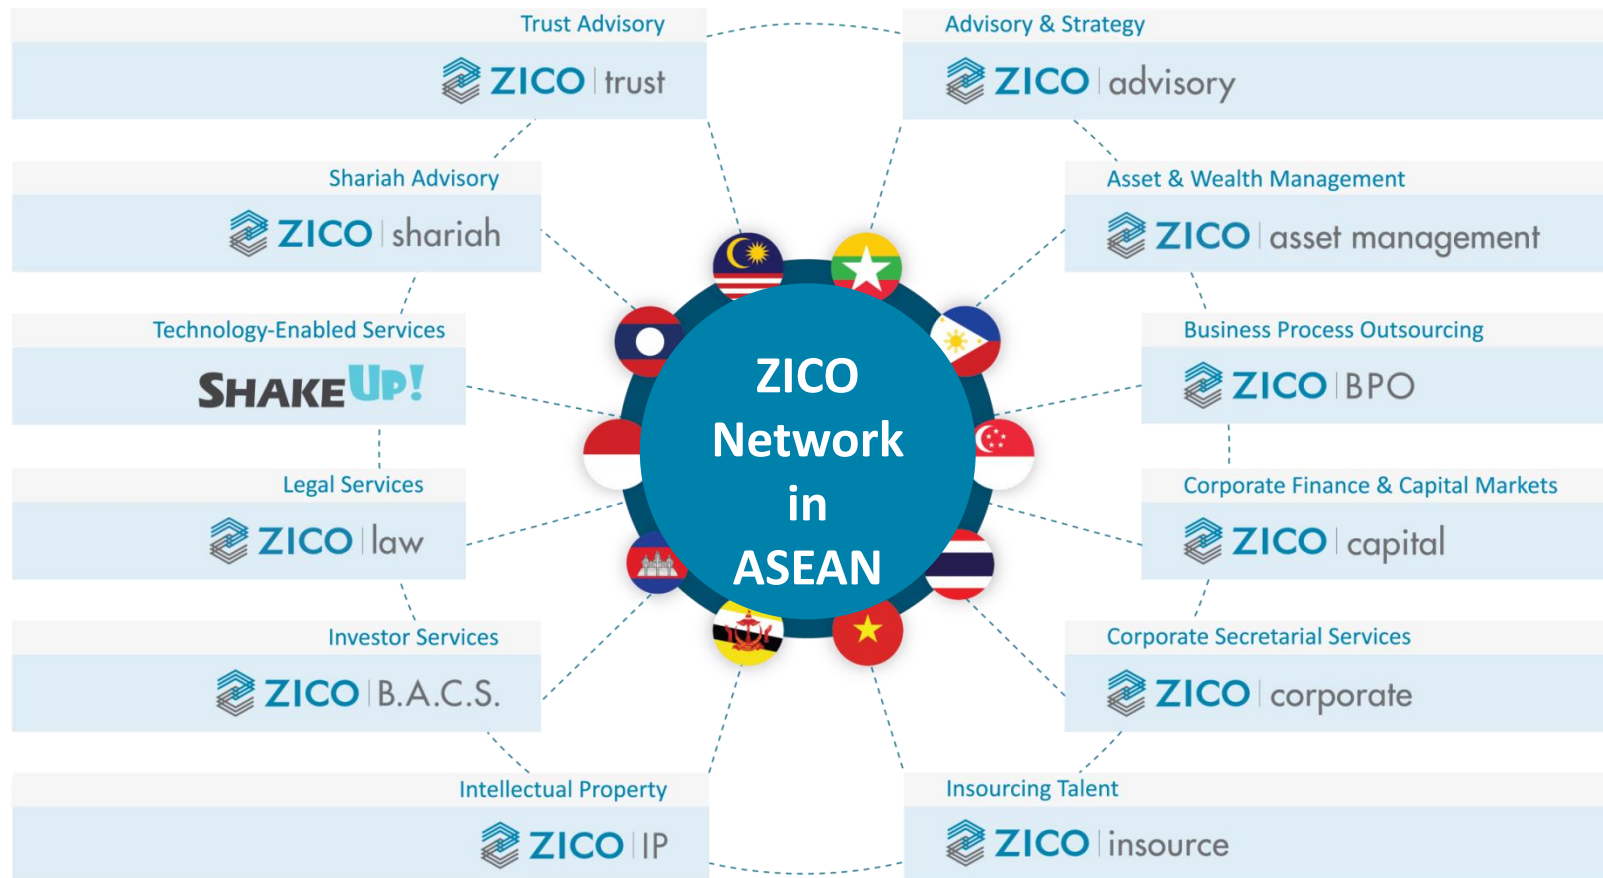 Trust Advisory
ZICO trust
Advisory & Strategy
ZICO advisory
Shariah Advisory
ZICO shariah
Asset & Wealth Management
ZICO asset management
Technology-Enabled Services
SHAKEUP!
Business Process Outsourcing
ZICO BPO
ZICO
Network
in
ASEAN
Legal Services
ZICO law
Corporate Finance & Capital Markets
ZICO capital
Investor Services
ZICO B.A.C.S.
Corporate Secretarial Services
ZICO corporate
Intellectual Property
ZICO IP
Insourcing Talent
ZICO insource